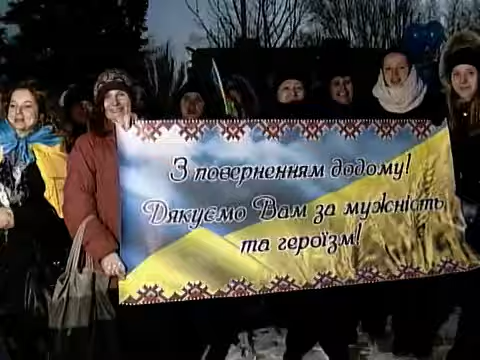 З поверненням додому!
Дякуємо Вам за мужність
та героїзм!